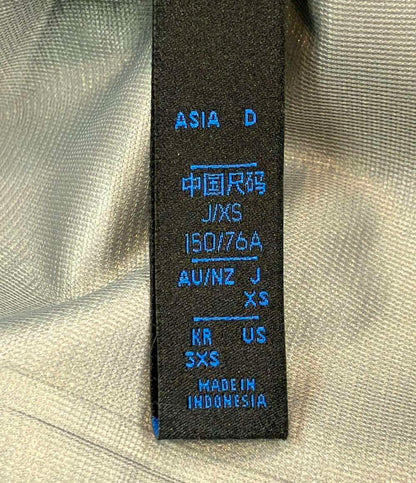 ASIA D
中国尺码
J/XS
150/76A
AU/NZ J
XS
KR US
3XS
MADE IN
INDONESIA